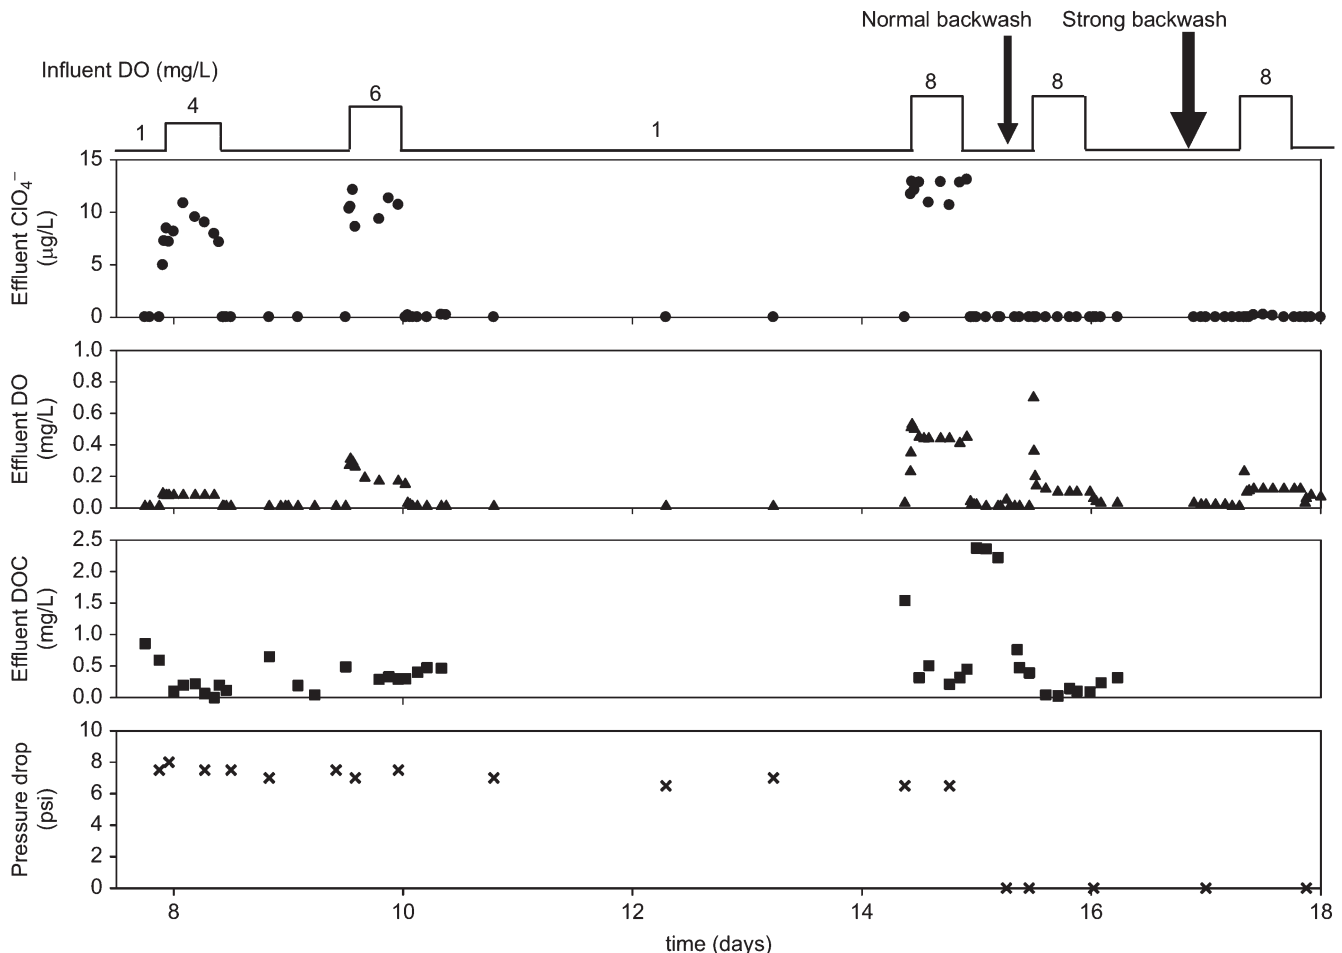 Normal backwash Strong backwash
Influent DO (mg/L)
1 4 6 1 8 8 8
Effluent ClO₄⁻
(μg/L)
15
10
5
0
Effluent DO
(mg/L)
1.0
0.8
0.6
0.4
0.2
0.0
Effluent DOC
(mg/L)
2.5
2.0
1.5
1.0
0.5
0.0
Pressure drop
(psi)
10
8
6
4
2
0
8 10 12 14 16 18
time (days)